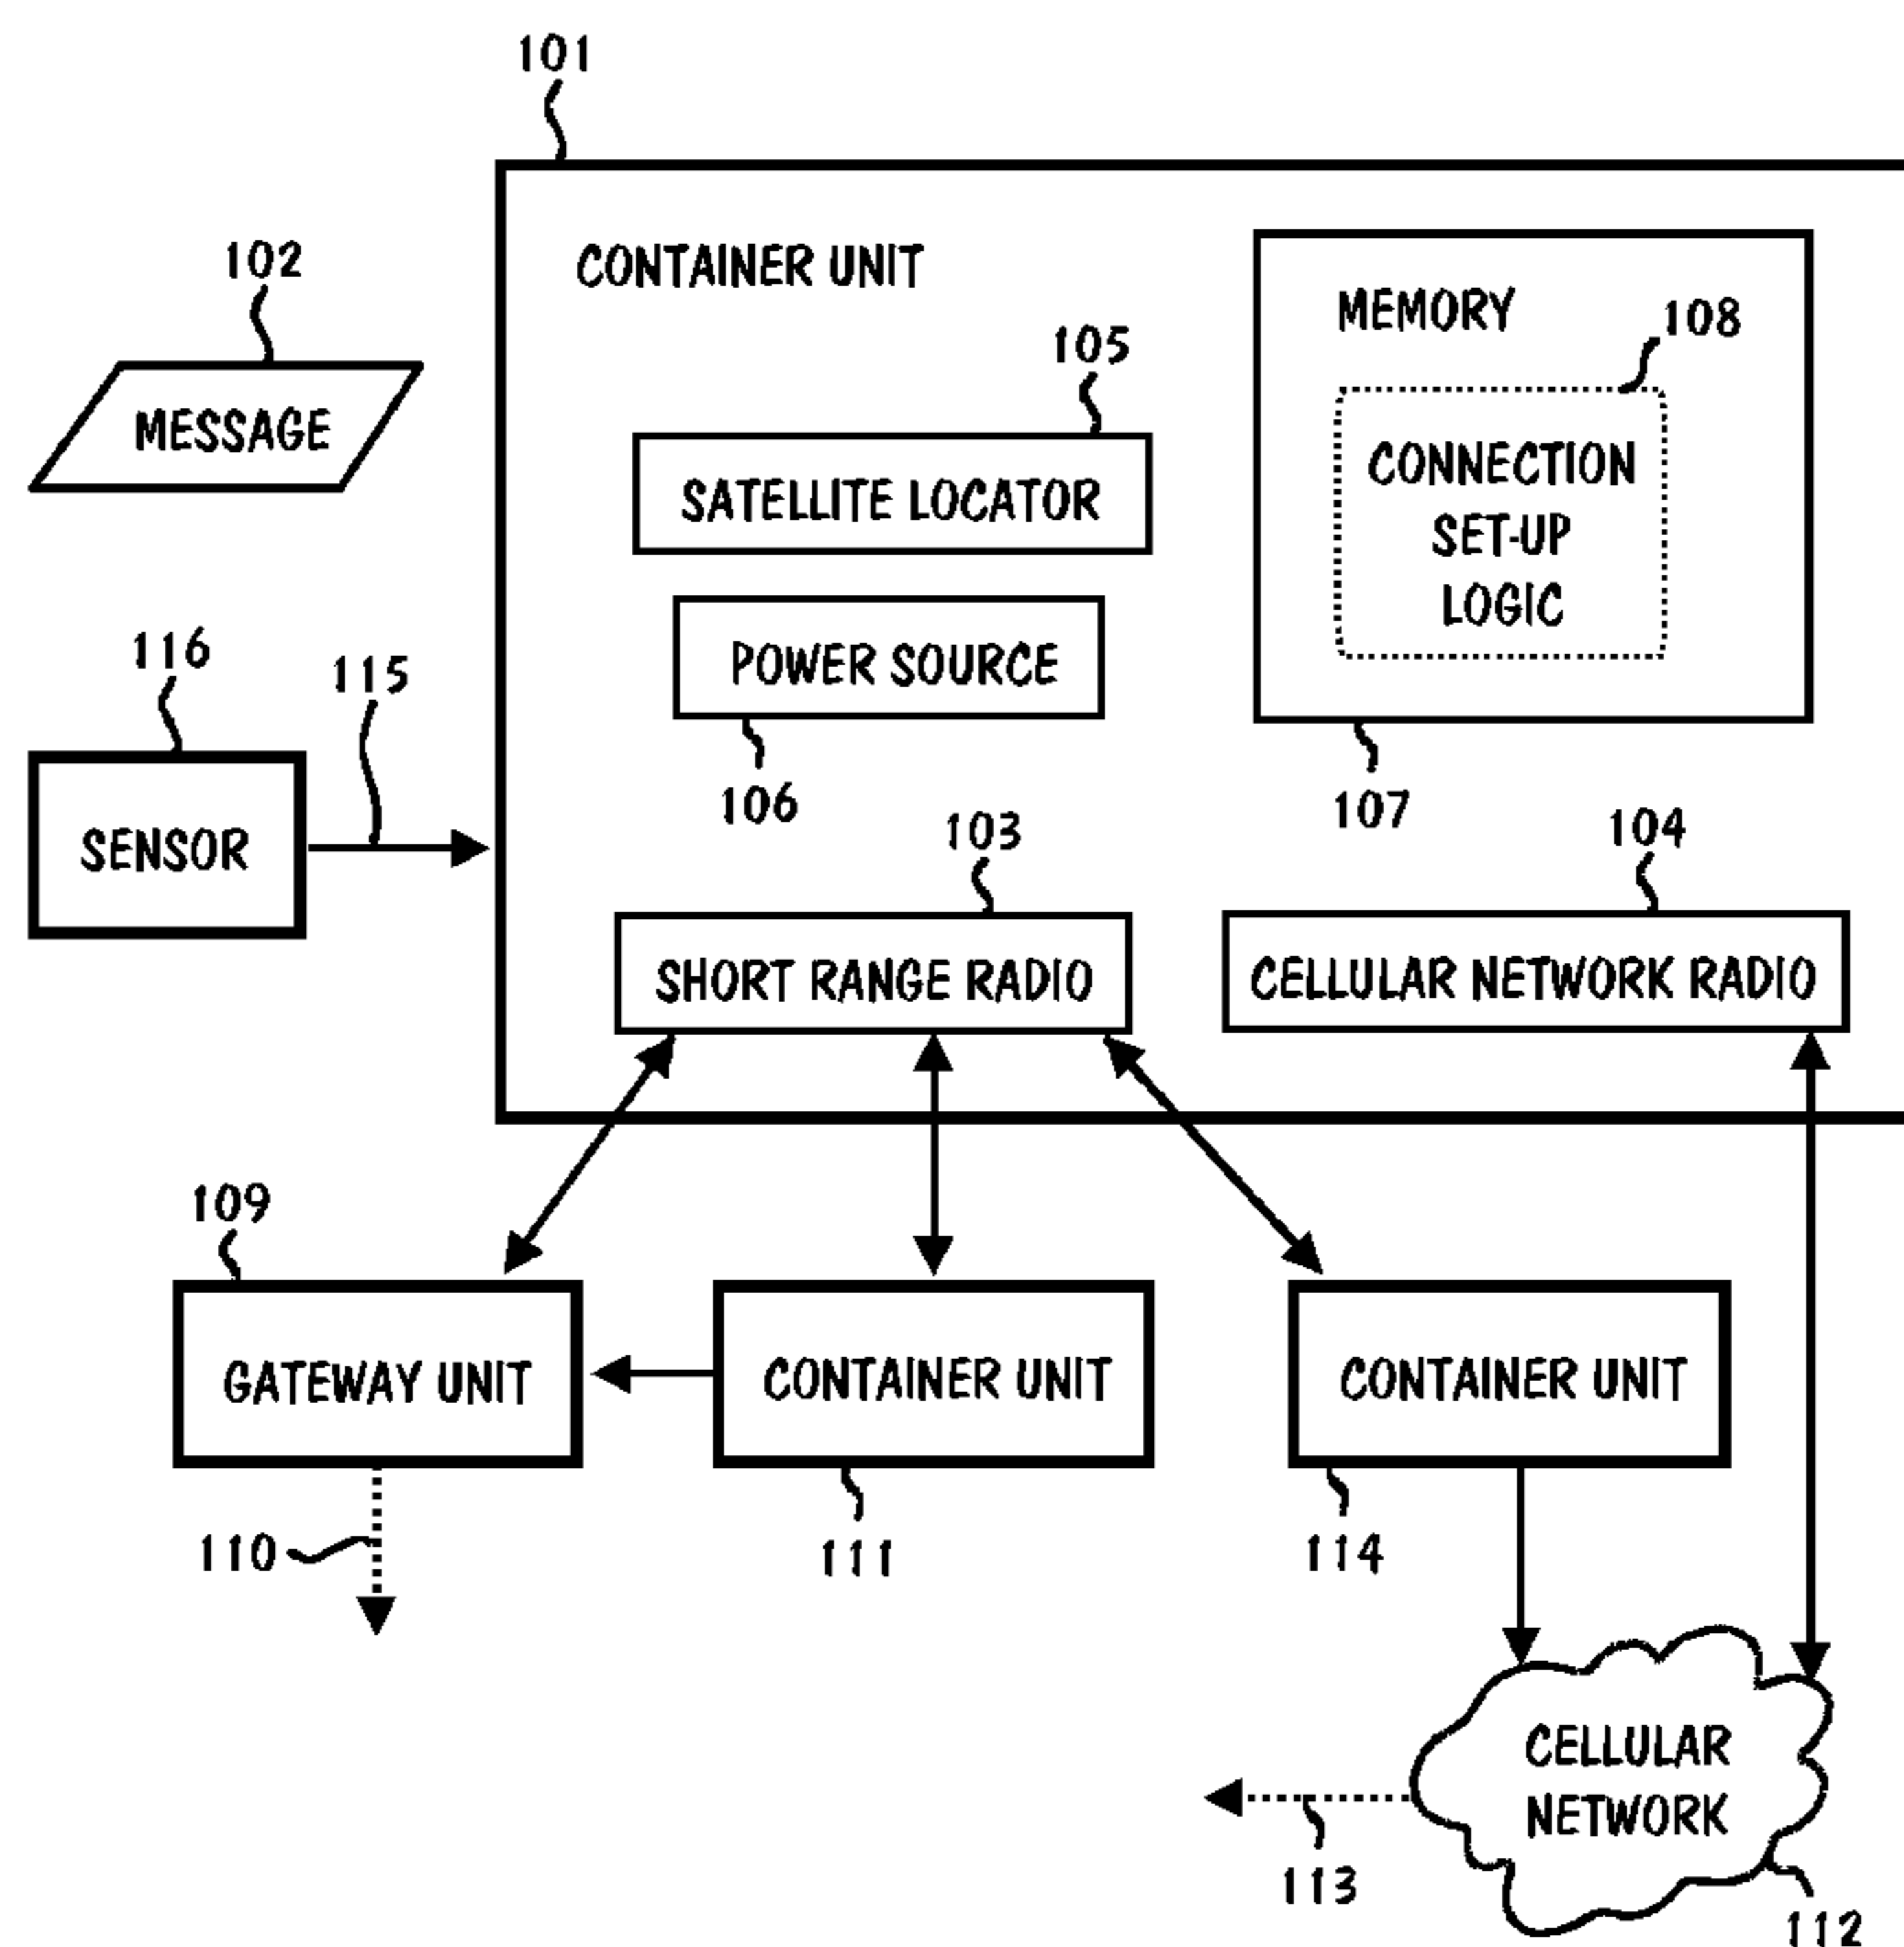 101
102
CONTAINER UNIT
MEMORY
108
105
MESSAGE
CONNECTION
SET-UP
LOGIC
SATELLITE LOCATOR
116
115
POWER SOURCE
106
107
SENSOR
103
104
SHORT RANGE RADIO
CELLULAR NETWORK RADIO
109
GATEWAY UNIT
CONTAINER UNIT
CONTAINER UNIT
110
111
114
CELLULAR
NETWORK
113
112